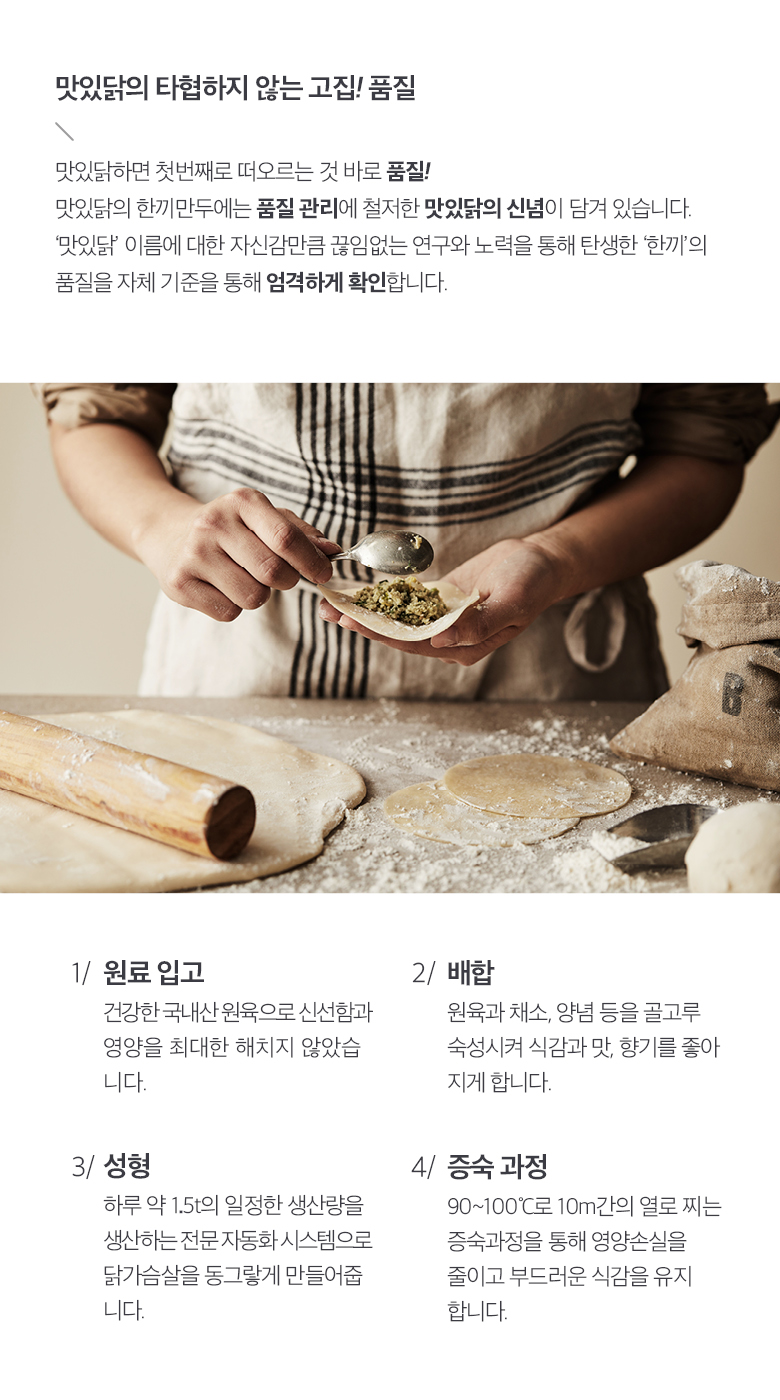 맛있닭의 타협하지 않는 고집! 품질
맛있닭하면 첫번째로 떠오르는 것 바로 품질!
맛있닭의 한끼만두에는 품질 관리에 철저한 맛있닭의 신념이 담겨 있습니다.
‘맛있닭’ 이름에 대한 자신감만큼 끊임없는 연구와 노력을 통해 탄생한 ‘한끼’의
품질을 자체 기준을 통해 엄격하게 확인합니다.
B
1/ 원료 입고
건강한 국내산 원육으로 신선함과
영양을 최대한 해치지 않았습
니다.
2/ 배합
원육과 채소, 양념 등을 골고루
숙성시켜 식감과 맛, 향기를 좋아
지게 합니다.
3/ 성형
하루 약 1.5t의 일정한 생산량을
생산하는 전문 자동화 시스템으로
닭가슴살을 동그랗게 만들어줍
니다.
4/ 증숙 과정
90~100℃로 10m간의 열로 찌는
증숙과정을 통해 영양손실을
줄이고 부드러운 식감을 유지
합니다.